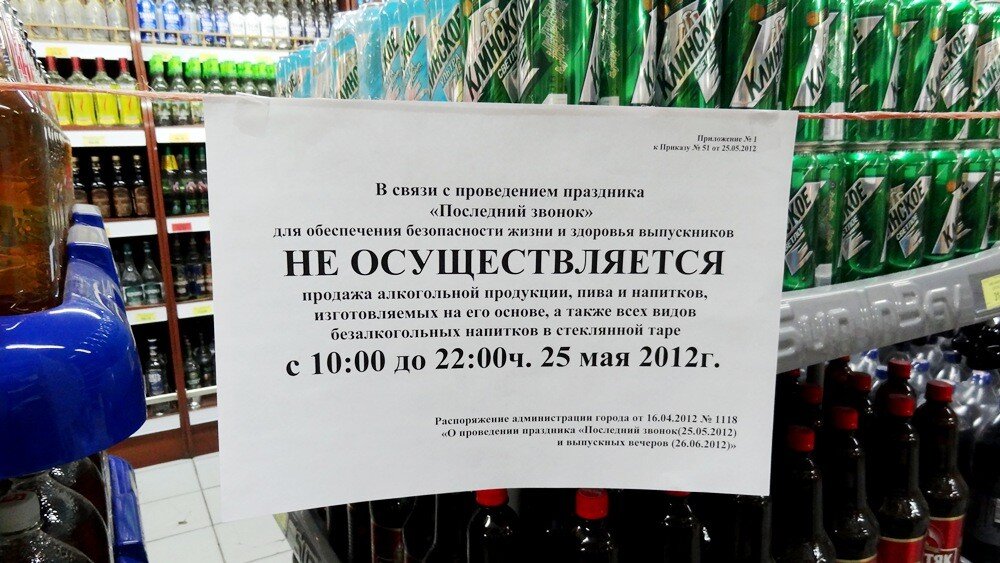 КЛИНСКОЕ
КЛИНСКОЕ
КЛИНСКОЕ
Приложение № 1
к Приказу № 51 от 25.05.2012
В связи с проведением праздника
«Последний звонок»
для обеспечения безопасности жизни и здоровья выпускников
НЕ ОСУЩЕСТВЛЯЕТСЯ
продажа алкогольной продукции, пива и напитков,
изготовляемых на его основе, а также всех видов
безалкогольных напитков в стеклянной таре
с 10:00 до 22:00ч. 25 мая 2012г.
Распоряжение администрации города от 16.04.2012 № 1118
«О проведении праздника «Последний звонок(25.05.2012)
и выпускных вечеров (26.06.2012)»